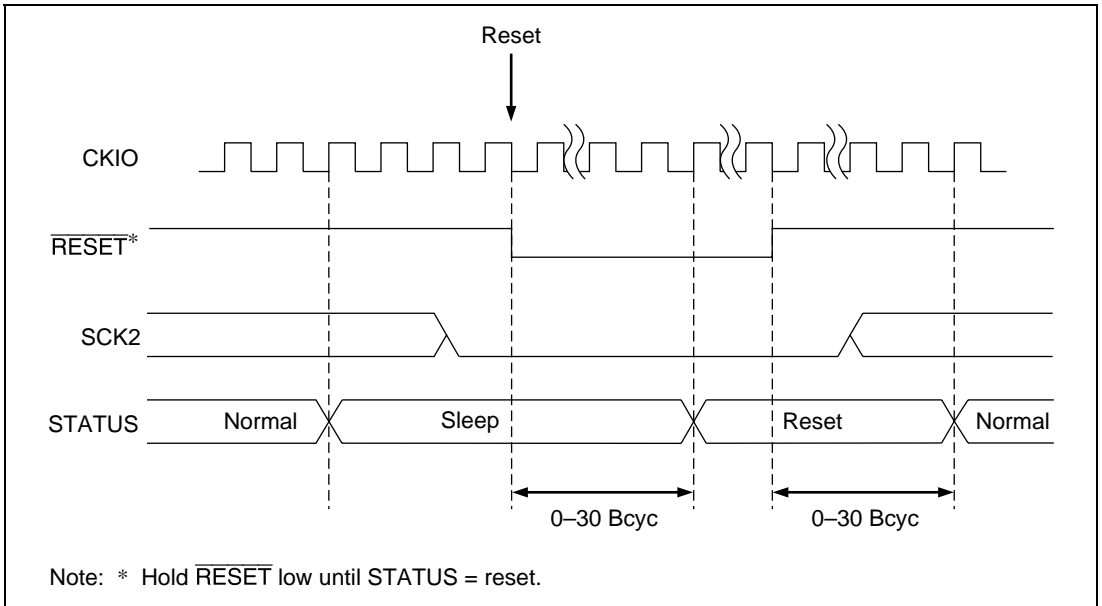 Reset
CKIO
RESET*
SCK2
STATUS Normal Sleep Reset Normal
0–30 Bcyc 0–30 Bcyc
Note: * Hold RESET low until STATUS = reset.